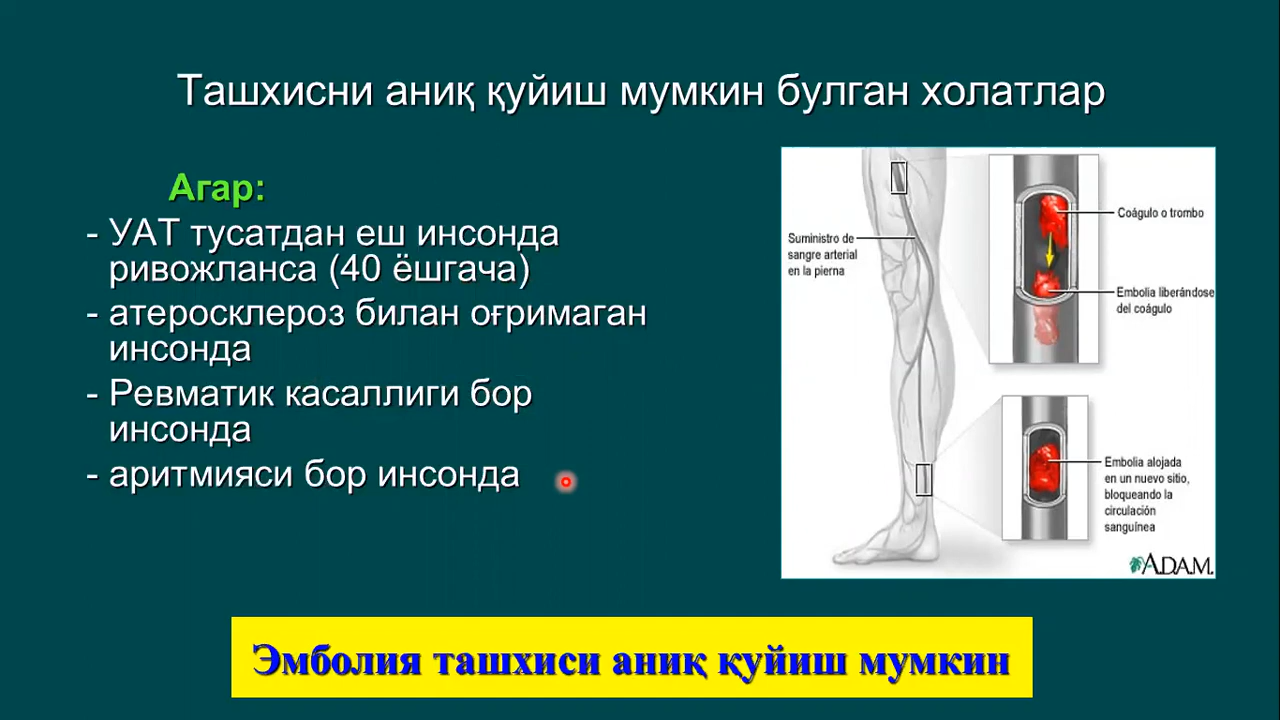 Ташхисни аниқ қуйиш мумкин булган холатлар
Агар:
- УАТ тусатдан еш инсонда
ривожланса (40 ёшгача)
- атеросклероз билан оғримаган
инсонда
- Ревматик касаллиги бор
инсонда
- аритмияси бор инсонда
Suministro de
sangre arterial
en la pierna
Coágulo o trombo
Embolia liberándose
del coágulo
Embolia alojada
en un nuevo sitio,
bloqueando la
circulación
sanguínea
A.D.A.M.
Эмболия ташхиси аниқ қуйиш мумкин